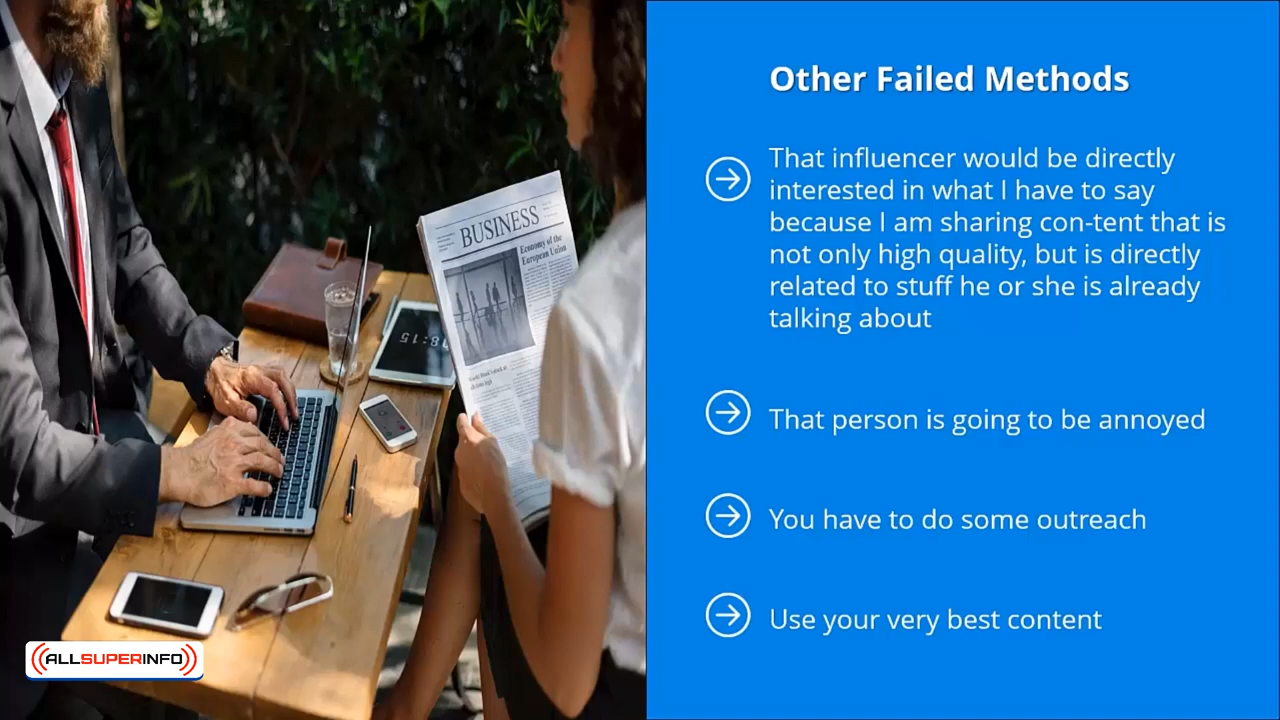 Other Failed Methods
That influencer would be directly
interested in what I have to say
because I am sharing con-tent that is
not only high quality, but is directly
related to stuff he or she is already
talking about
That person is going to be annoyed
You have to do some outreach
Use your very best content
BUSINESS
Economy of the
European Union
18:15
ALLSUPERINFO